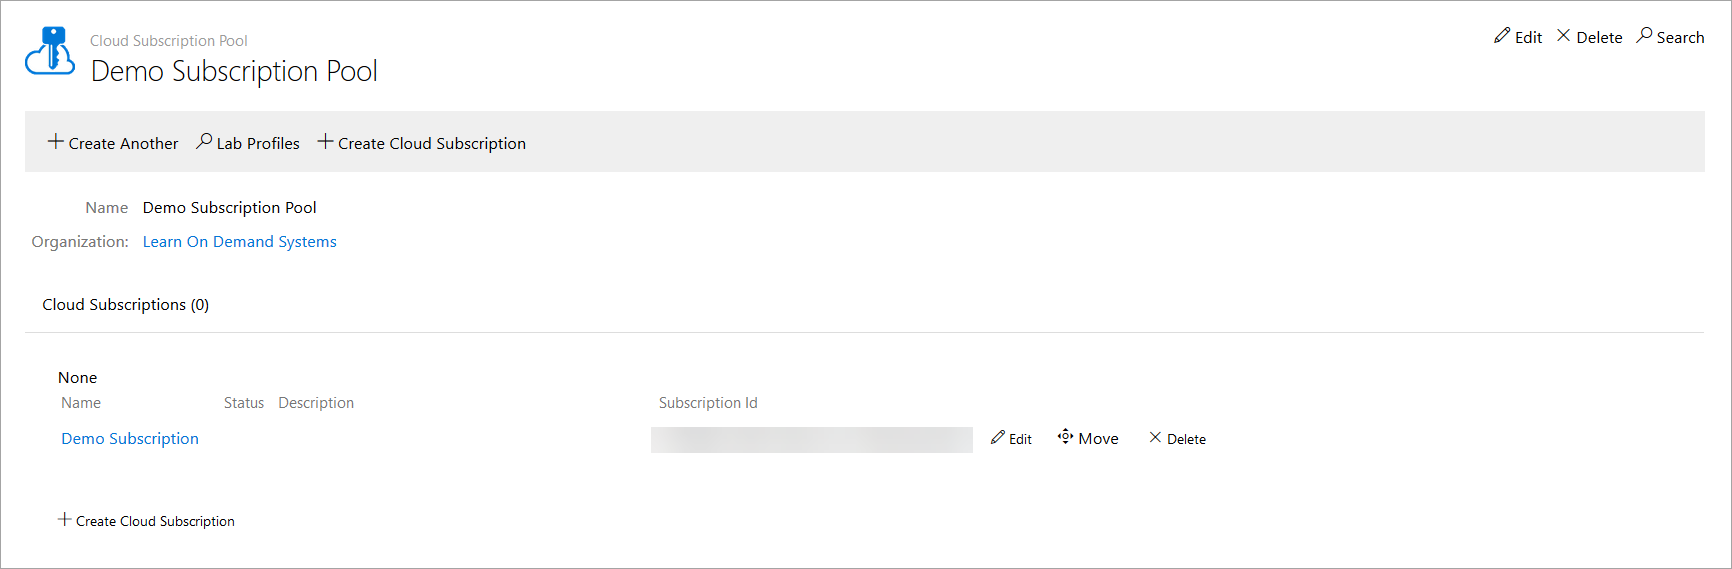 Cloud Subscription Pool
Demo Subscription Pool
Edit Delete Search
Create Another Lab Profiles Create Cloud Subscription
Name Demo Subscription Pool
Organization: Learn On Demand Systems
Cloud Subscriptions (0)
None
Name Status Description Subscription Id
Demo Subscription Edit Move Delete
Create Cloud Subscription